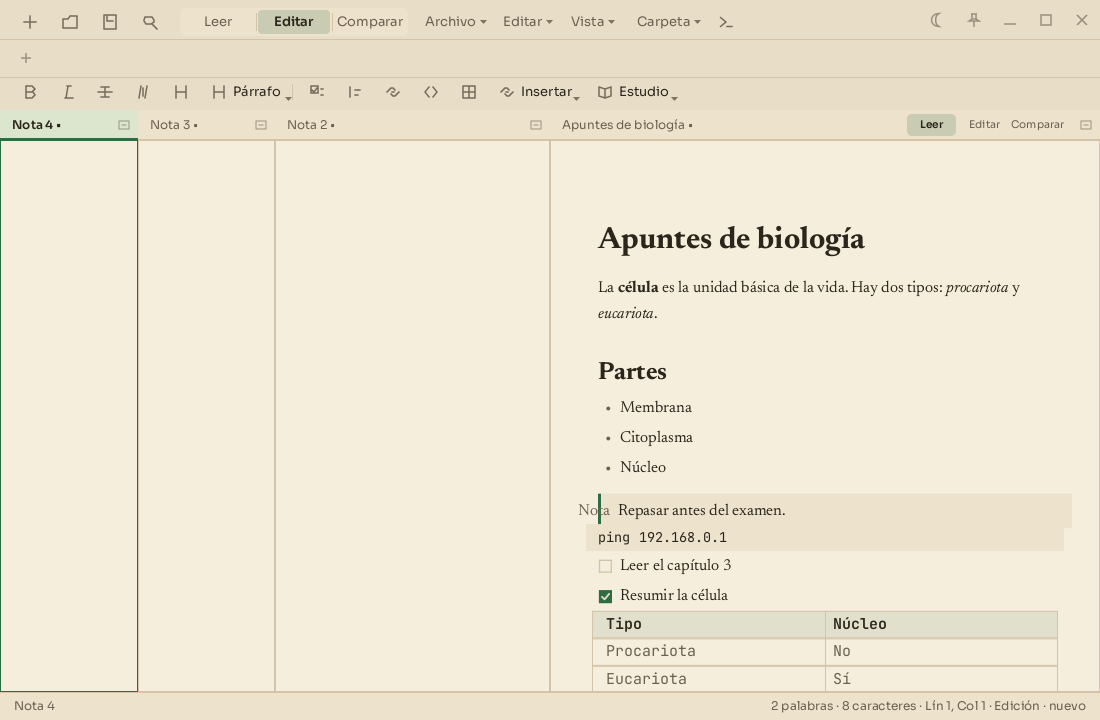 Leer Editar Comparar Archivo Editar Vista Carpeta
Párrafo Insertar Estudio
Nota 4 • Nota 3 • Nota 2 • Apuntes de biología • Leer Editar Comparar
Apuntes de biología
La célula es la unidad básica de la vida. Hay dos tipos: procariota y
eucariota.
Partes
• Membrana
• Citoplasma
• Núcleo
Nota Repasar antes del examen.
ping 192.168.0.1
Leer el capítulo 3
Resumir la célula
Tipo Núcleo
Procariota No
Eucariota Sí
Nota 4 2 palabras · 8 caracteres · Lín 1, Col 1 · Edición · nuevo